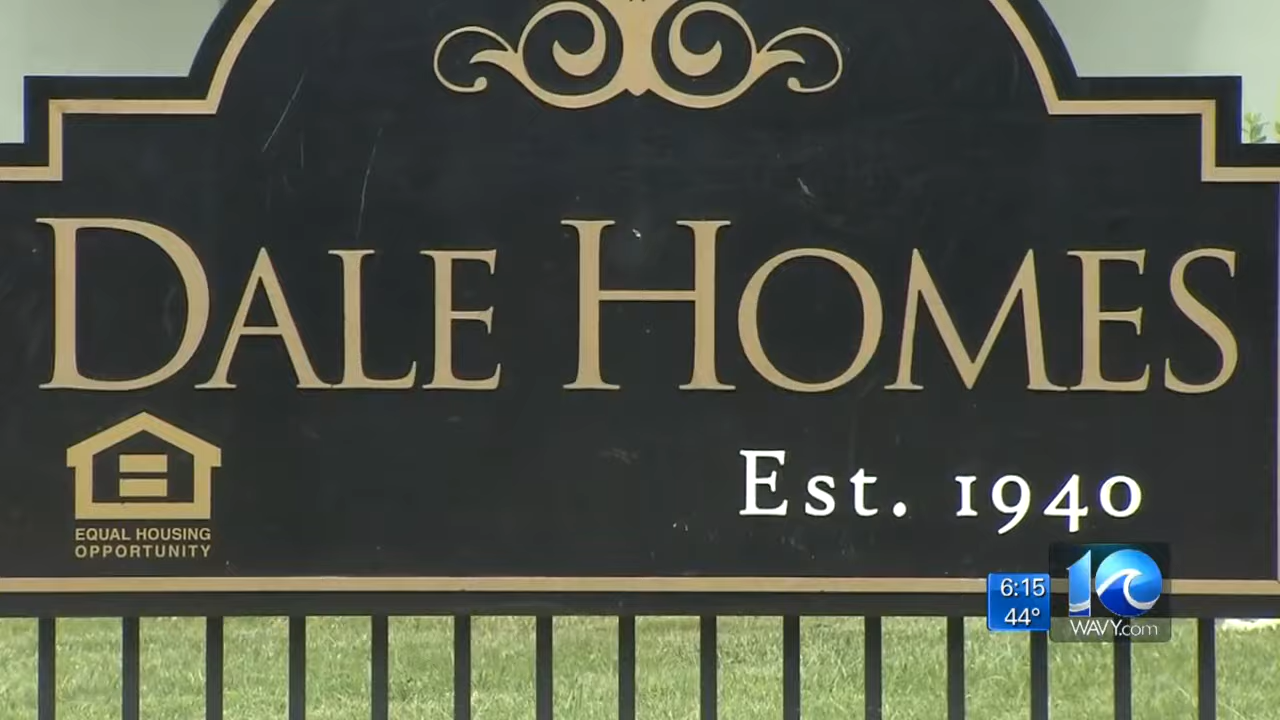 DALE HOMES
EQUAL HOUSING
OPPORTUNITY
Est. 1940
6:15
44°
10
WAVY.com